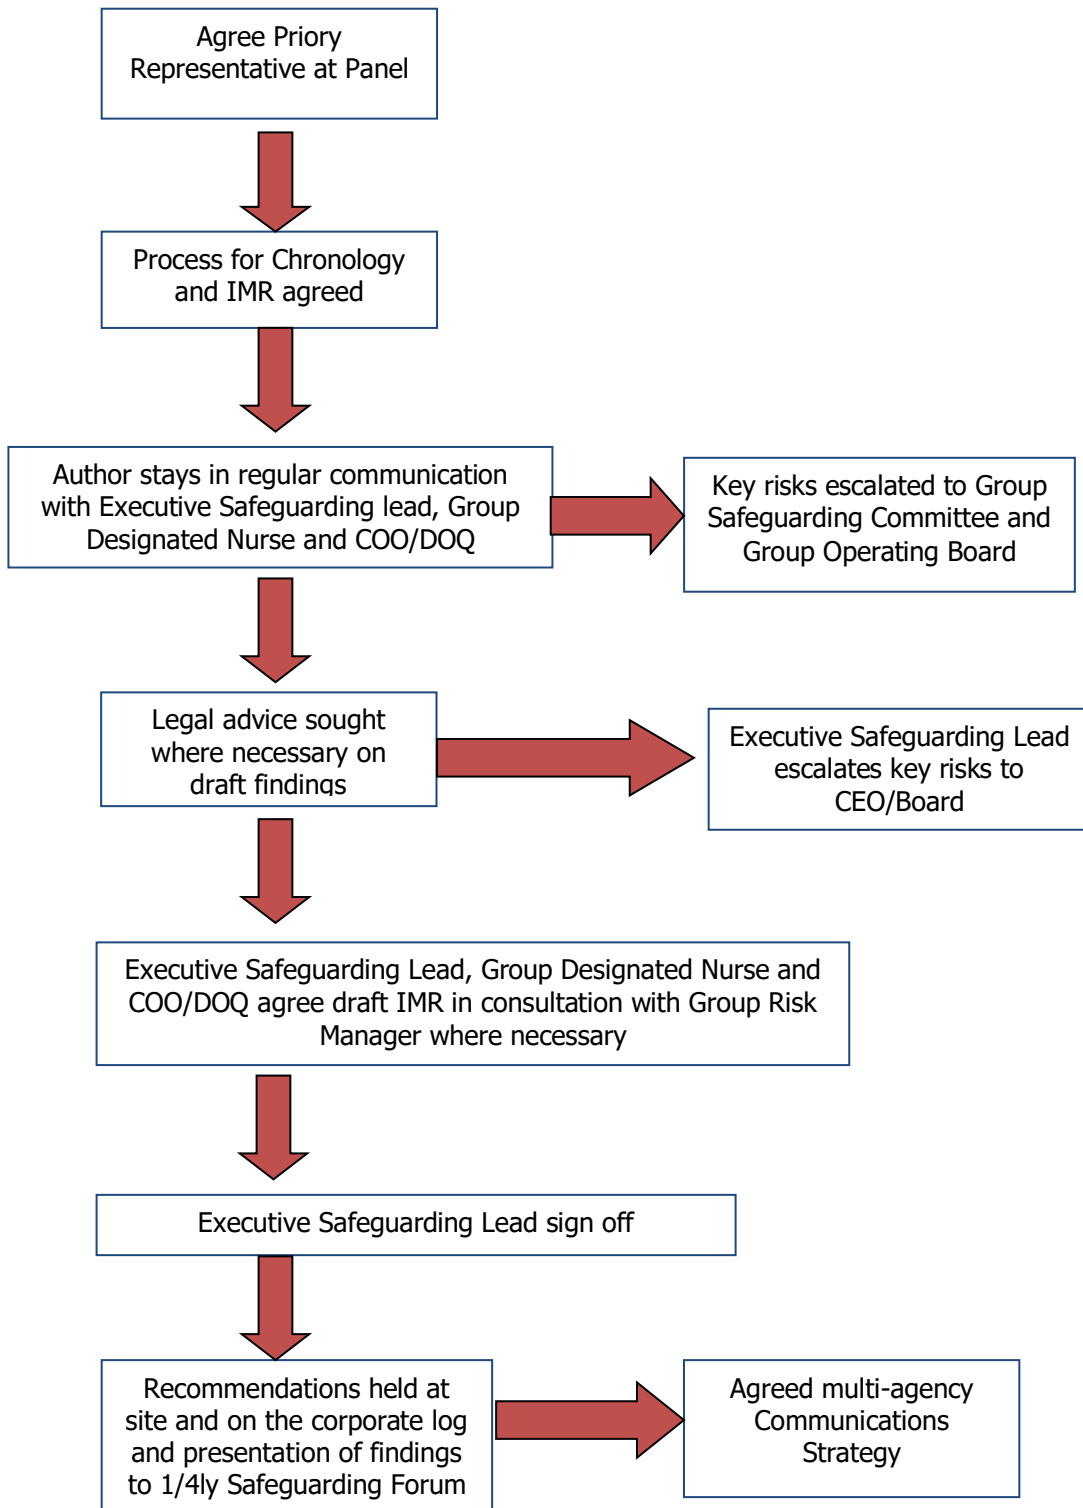 Agree Priory
Representative at Panel
Process for Chronology
and IMR agreed
Author stays in regular communication
with Executive Safeguarding lead, Group
Designated Nurse and COO/DOQ
Key risks escalated to Group
Safeguarding Committee and
Group Operating Board
Legal advice sought
where necessary on
draft findings
Executive Safeguarding Lead
escalates key risks to
CEO/Board
Executive Safeguarding Lead, Group Designated Nurse and
COO/DOQ agree draft IMR in consultation with Group Risk
Manager where necessary
Executive Safeguarding Lead sign off
Recommendations held at
site and on the corporate log
and presentation of findings
to 1/4ly Safeguarding Forum
Agreed multi-agency
Communications
Strategy